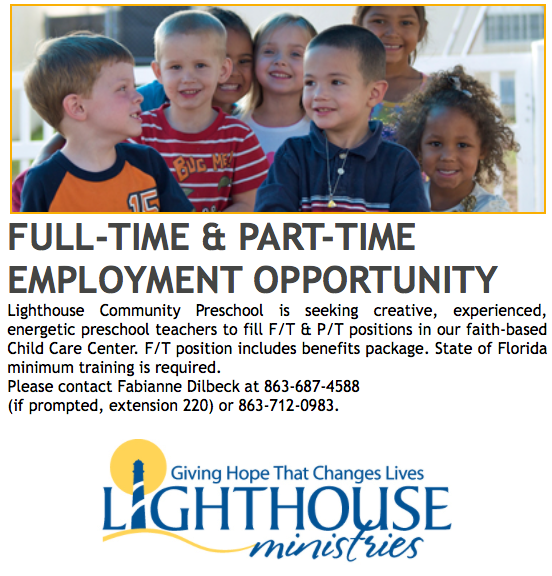 15
BUG ME?
FULL-TIME & PART-TIME
EMPLOYMENT OPPORTUNITY
Lighthouse Community Preschool is seeking creative, experienced,
energetic preschool teachers to fill F/T & P/T positions in our faith-based
Child Care Center. F/T position includes benefits package. State of Florida
minimum training is required.
Please contact Fabianne Dilbeck at 863-687-4588
(if prompted, extension 220) or 863-712-0983.
Giving Hope That Changes Lives
LIGHTHOUSE
ministries